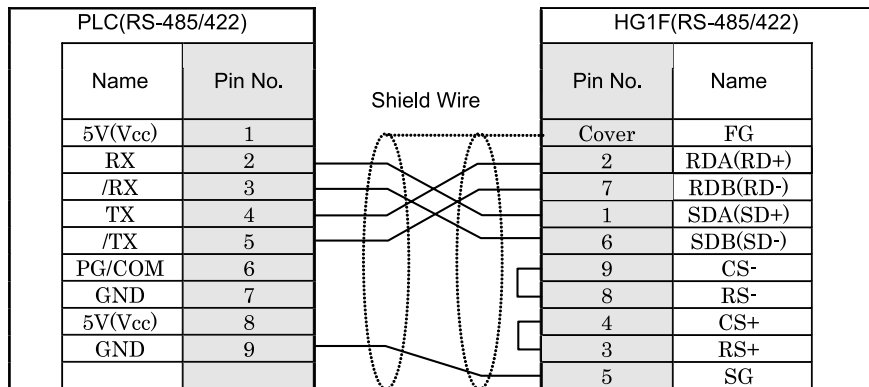 PLC(RS-485/422) HG1F(RS-485/422)
Name Pin No. Pin No. Name
Shield Wire
5V(Vcc) 1 Cover FG
RX 2 2 RDA(RD+)
/RX 3 7 RDB(RD-)
TX 4 1 SDA(SD+)
/TX 5 6 SDB(SD-)
PG/COM 6 9 CS-
GND 7 8 RS-
5V(Vcc) 8 4 CS+
GND 9 3 RS+
5 SG